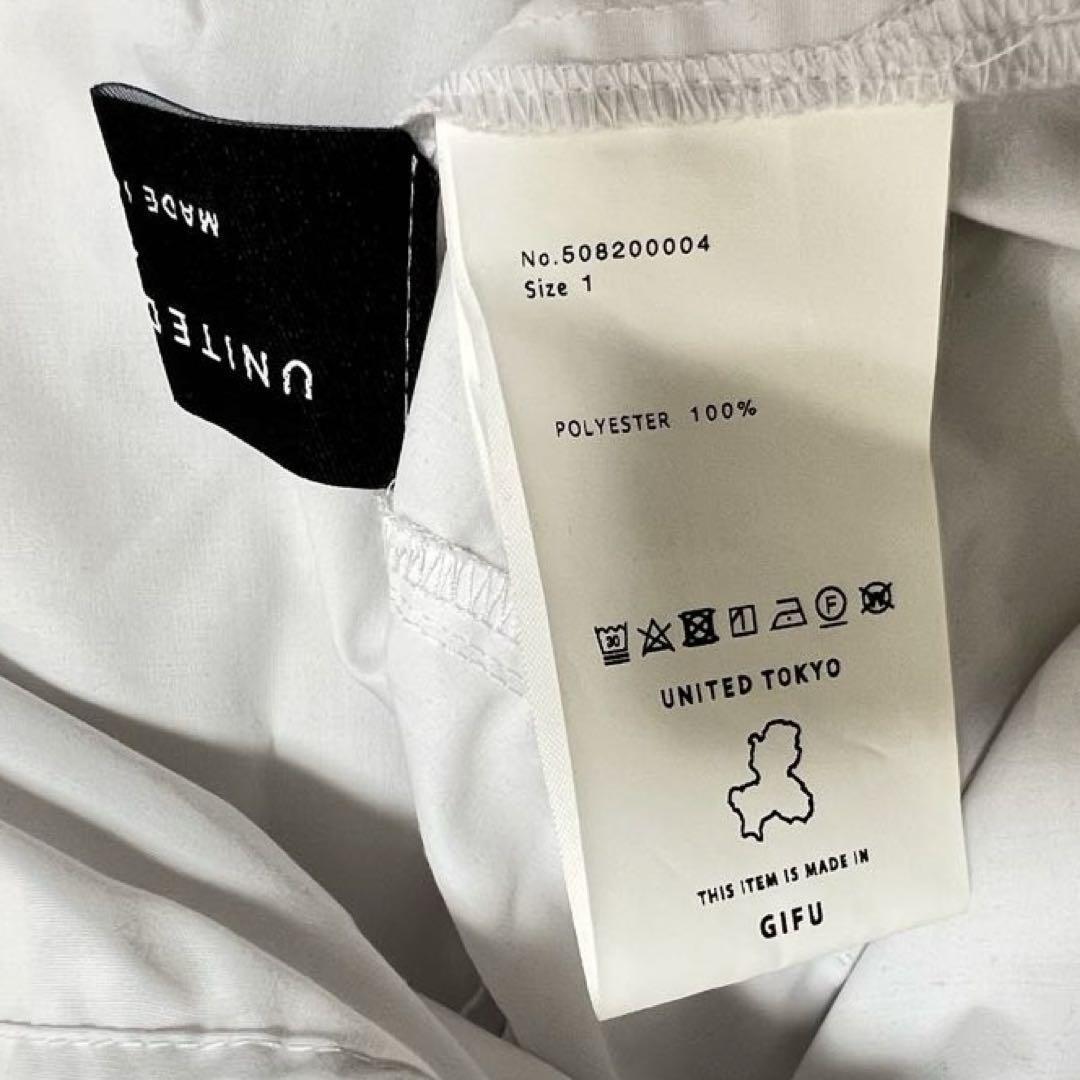 MADE
UNITED
No.508200004
Size 1
POLYESTER 100%
30
F
W
UNITED TOKYO
THIS ITEM IS MADE IN
GIFU